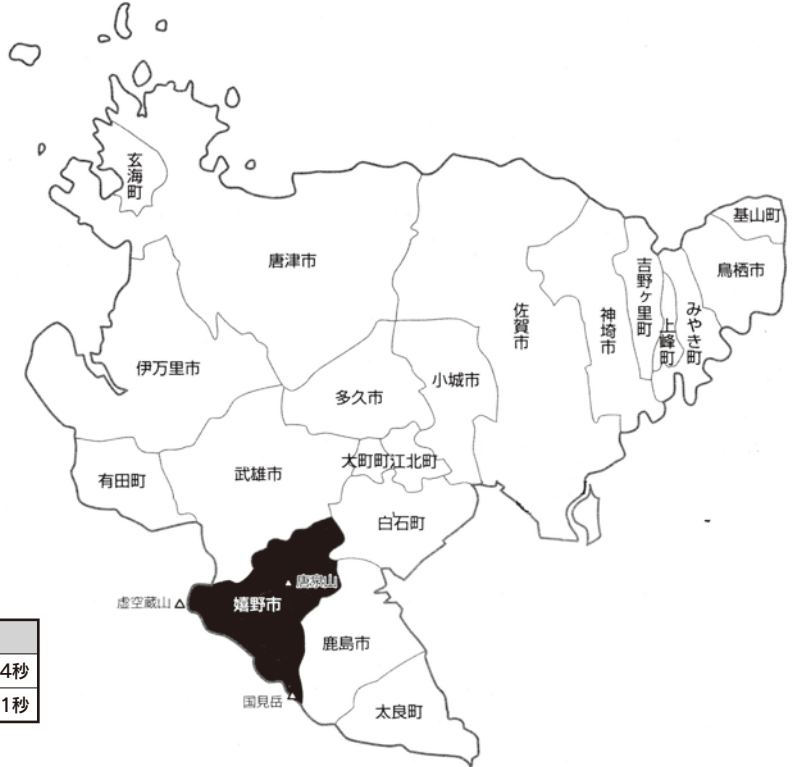 玄海町
唐津市
伊万里市
有田町
武雄市
多久市
小城市
大町町
江北町
白石町
佐賀市
神埼市
吉野ヶ里町
上峰町
みやき町
基山町
鳥栖市
唐泉山
嬉野市
虚空蔵山
国見岳
鹿島市
太良町
4秒
1秒